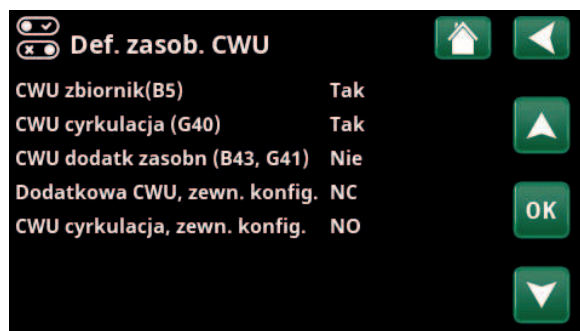 Def. zasob. CWU
CWU zbiornik(B5) Tak
CWU cyrkulacja (G40) Tak
CWU dodatk zasobn (B43, G41) Nie
Dodatkowa CWU, zewn. konfig. NC
CWU cyrkulacja, zewn. konfig. NO
OK